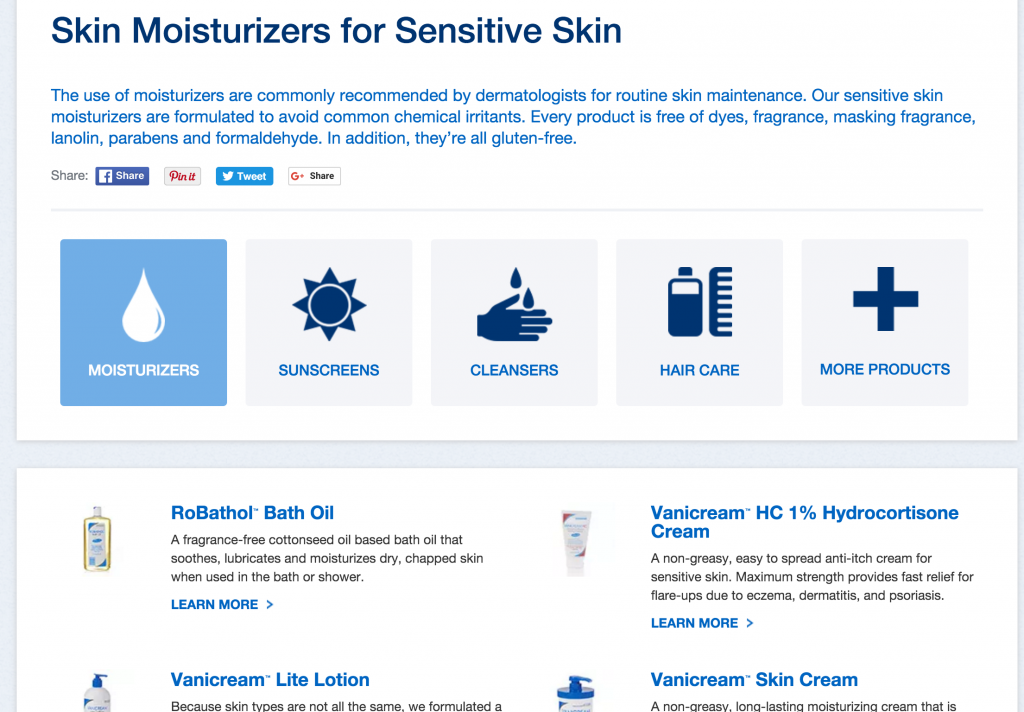 Skin Moisturizers for Sensitive Skin
The use of moisturizers are commonly recommended by dermatologists for routine skin maintenance. Our sensitive skin
moisturizers are formulated to avoid common chemical irritants. Every product is free of dyes, fragrance, masking fragrance,
lanolin, parabens and formaldehyde. In addition, they’re all gluten-free.
Share: Share Pin it Tweet G+ Share
MOISTURIZERS SUNSCREENS CLEANSERS HAIR CARE MORE PRODUCTS
RoBathol™ Bath Oil
A fragrance-free cottonseed oil based bath oil that
soothes, lubricates and moisturizes dry, chapped skin
when used in the bath or shower.
LEARN MORE >
Vanicream™ HC 1% Hydrocortisone
Cream
A non-greasy, easy to spread anti-itch cream for
sensitive skin. Maximum strength provides fast relief for
flare-ups due to eczema, dermatitis, and psoriasis.
LEARN MORE >
Vanicream™ Lite Lotion
Because skin types are not all the same, we formulated a
Vanicream™ Skin Cream
A non-greasy, long-lasting moisturizing cream that is